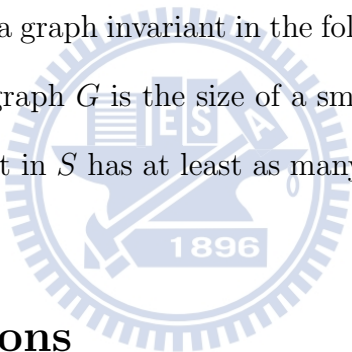 a graph invariant in the fol
graph G is the size of a sm
t in S has at least as many
ES A
1896
ons